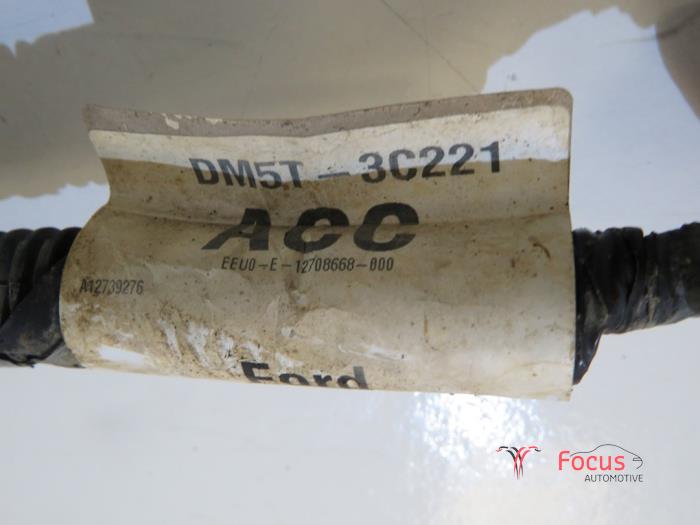 DM5T-3C221
ACC
EEU0-E-12708668-000
A12739276
Ford
Focus
AUTOMOTIVE